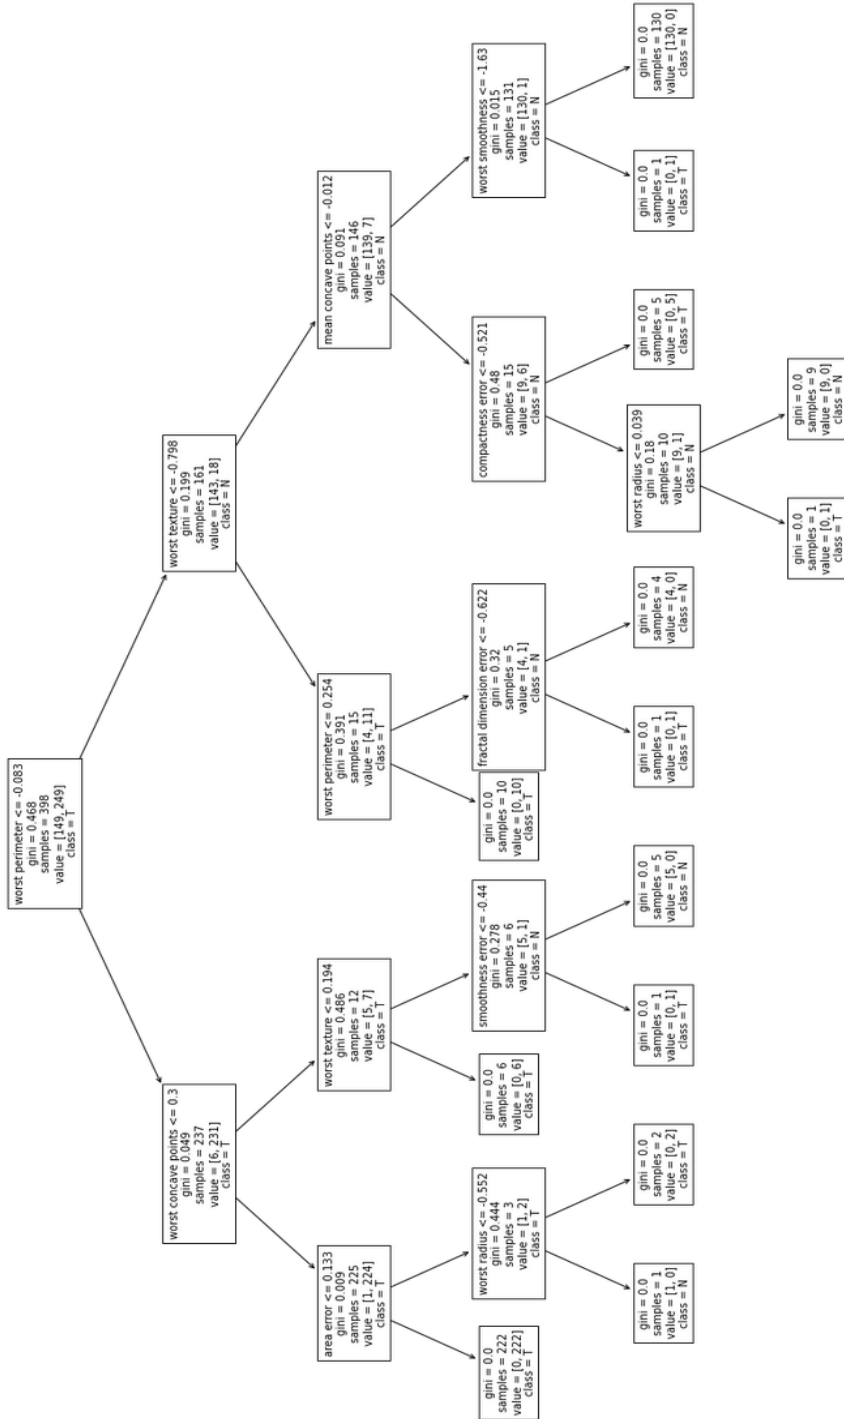 worst perimeter <= -0.083
gini = 0.468
samples = 398
value = [149, 249]
class = T
worst concave points <= 0.3
gini = 0.049
samples = 237
value = [6, 231]
class = T
worst texture <= -0.798
gini = 0.199
samples = 161
value = [143, 18]
class = N
area error <= 0.133
gini = 0.009
samples = 225
value = [1, 224]
class = T
worst texture <= 0.194
gini = 0.486
samples = 12
value = [5, 7]
class = T
worst perimeter <= 0.254
gini = 0.391
samples = 15
value = [4, 11]
class = T
mean concave points <= -0.012
gini = 0.091
samples = 146
value = [139, 7]
class = N
gini = 0.0
samples = 222
value = [0, 222]
class = T
worst radius <= -0.552
gini = 0.444
samples = 3
value = [1, 2]
class = T
gini = 0.0
samples = 6
value = [0, 6]
class = T
smoothness error <= -0.44
gini = 0.278
samples = 6
value = [5, 1]
class = N
gini = 0.0
samples = 10
value = [0, 10]
class = T
fractal dimension error <= -0.622
gini = 0.32
samples = 5
value = [4, 1]
class = N
compactness error <= -0.521
gini = 0.48
samples = 15
value = [9, 6]
class = N
worst smoothness <= -1.63
gini = 0.015
samples = 131
value = [130, 1]
class = N
gini = 0.0
samples = 1
value = [1, 0]
class = N
gini = 0.0
samples = 2
value = [0, 2]
class = T
gini = 0.0
samples = 1
value = [0, 1]
class = T
gini = 0.0
samples = 5
value = [5, 0]
class = N
gini = 0.0
samples = 1
value = [0, 1]
class = T
gini = 0.0
samples = 4
value = [4, 0]
class = N
worst radius <= 0.039
gini = 0.18
samples = 10
value = [9, 1]
class = N
gini = 0.0
samples = 5
value = [0, 5]
class = T
gini = 0.0
samples = 1
value = [0, 1]
class = T
gini = 0.0
samples = 130
value = [130, 0]
class = N
gini = 0.0
samples = 1
value = [0, 1]
class = T
gini = 0.0
samples = 9
value = [9, 0]
class = N